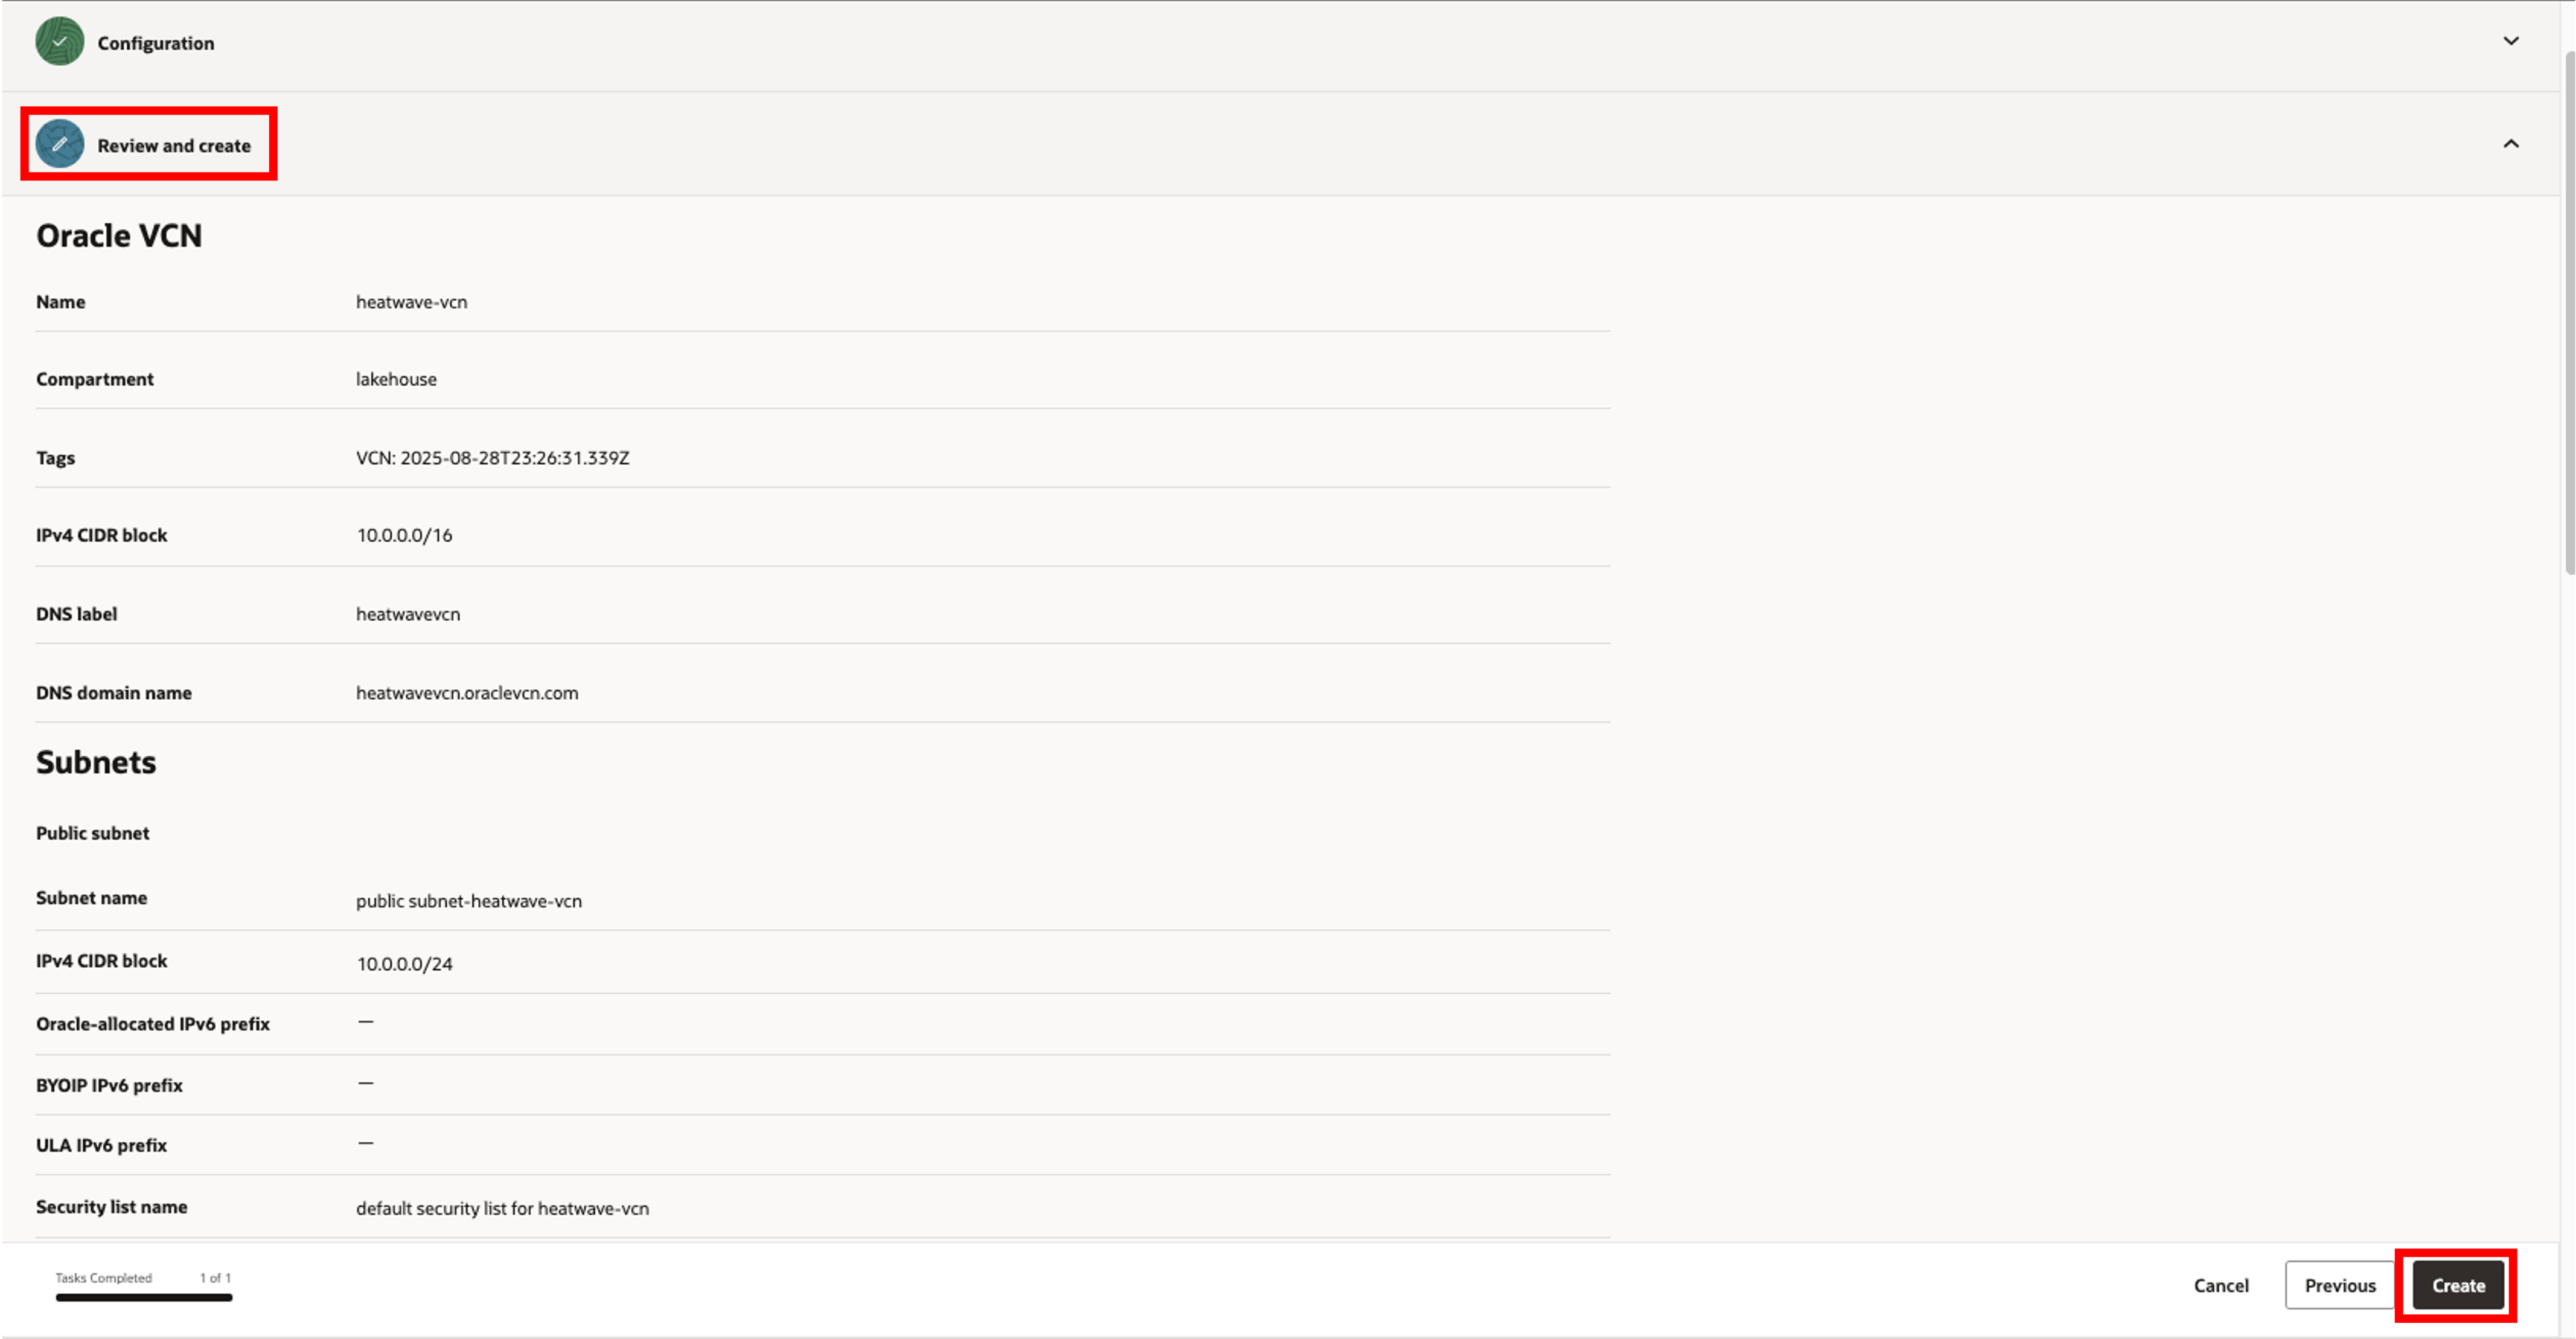 Configuration
Review and create
Oracle VCN
Name heatwave-vcn
Compartment lakehouse
Tags VCN: 2025-08-28T23:26:31.339Z
IPv4 CIDR block 10.0.0.0/16
DNS label heatwavevcn
DNS domain name heatwavevcn.oraclevcn.com
Subnets
Public subnet
Subnet name public subnet-heatwave-vcn
IPv4 CIDR block 10.0.0.0/24
Oracle-allocated IPv6 prefix —
BYOIP IPv6 prefix —
ULA IPv6 prefix —
Security list name default security list for heatwave-vcn
Tasks Completed 1 of 1
Cancel Previous Create